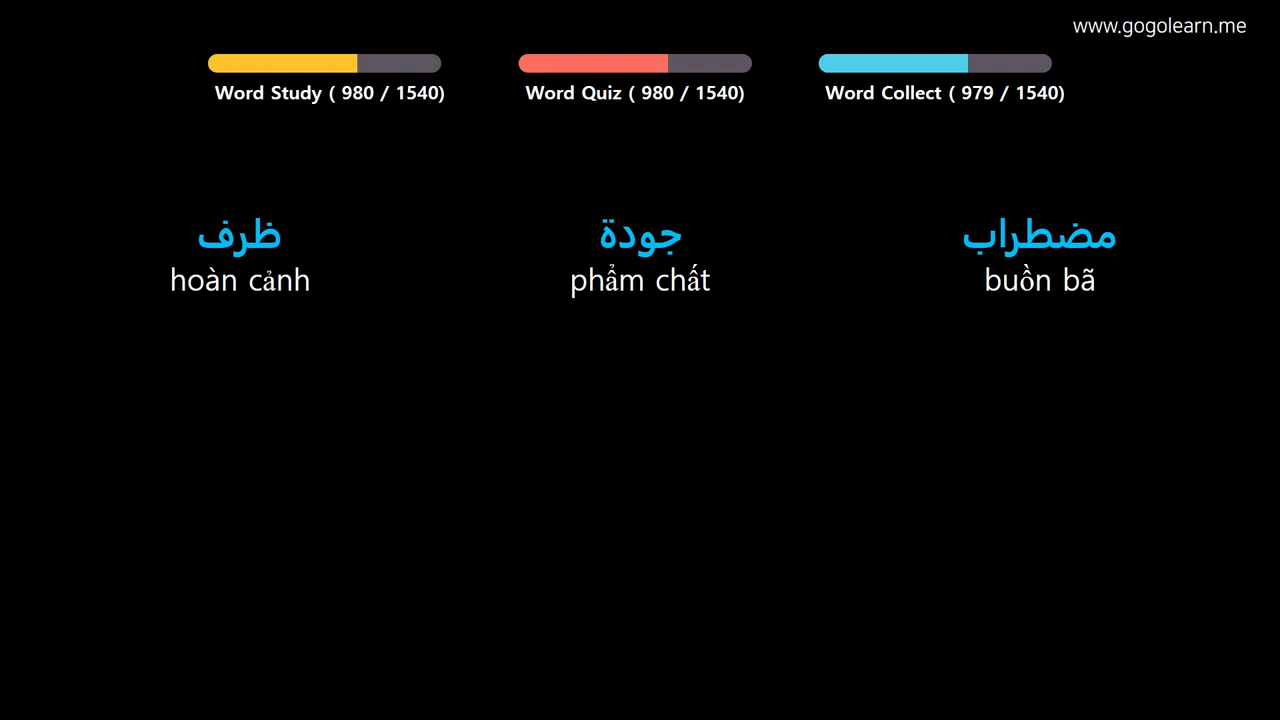 www.gogolearn.me
Word Study ( 980 / 1540)
Word Quiz ( 980 / 1540)
Word Collect ( 979 / 1540)
ظرف
hoàn cảnh
جودة
phẩm chất
مضطراب
buồn bã